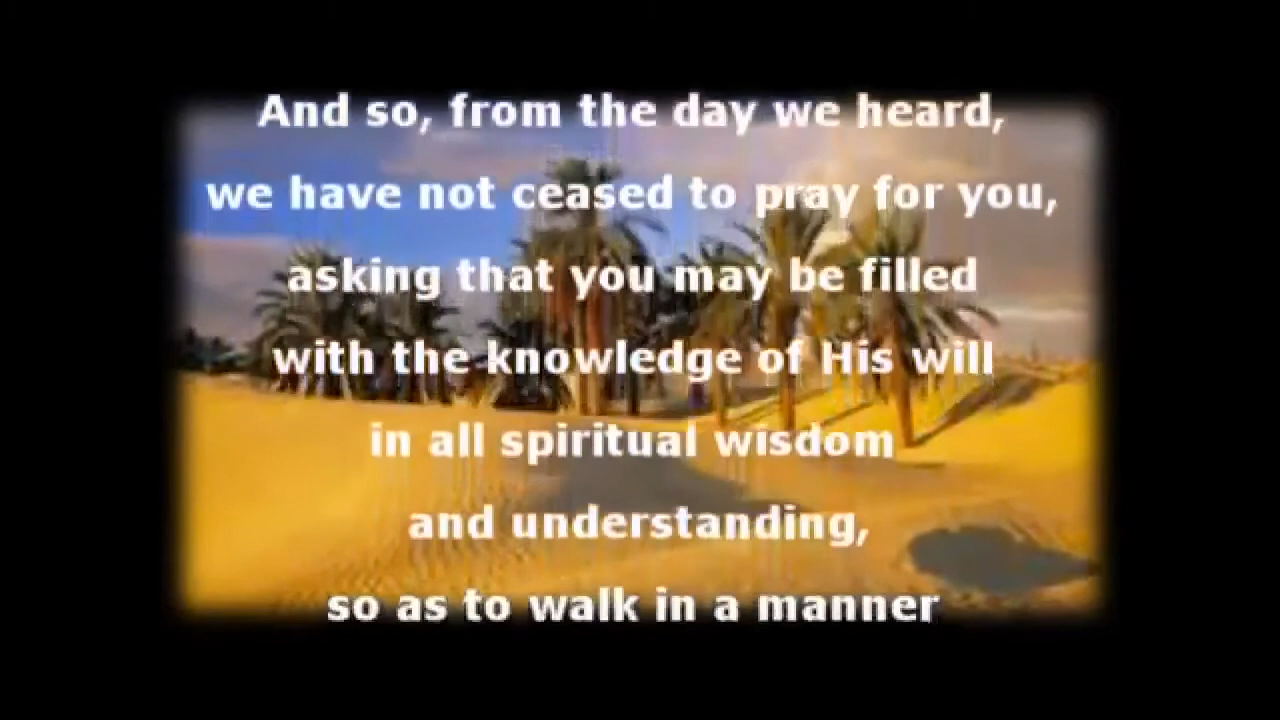 And so, from the day we heard,
we have not ceased to pray for you,
asking that you may be filled
with the knowledge of His will
in all spiritual wisdom
and understanding,
so as to walk in a manner